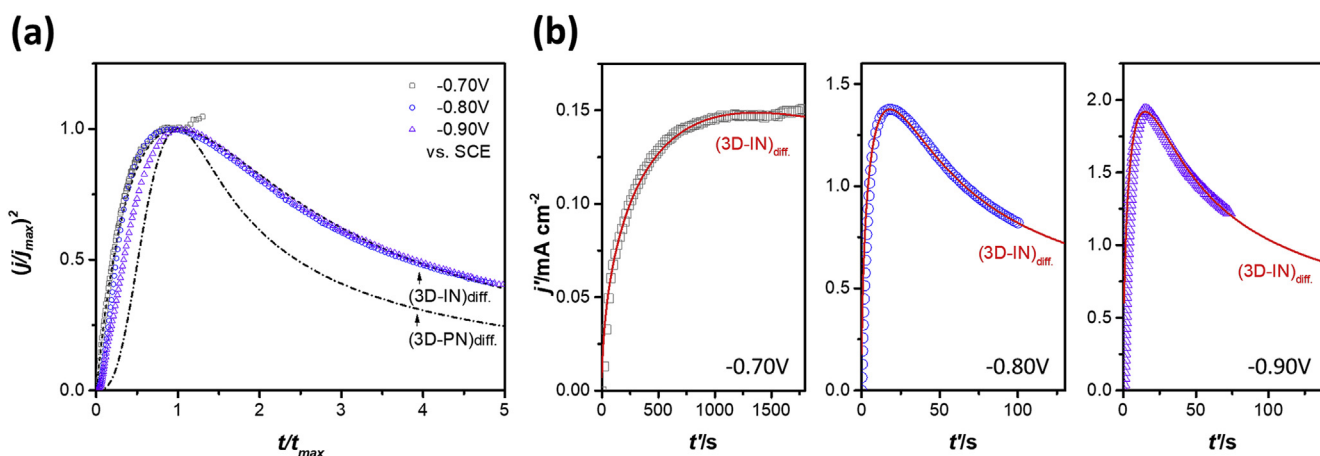 (a)
(j/j_max)²
1.0
0.5
0.0
0
1
2
3
4
5
t/t_max
-0.70V
-0.80V
-0.90V
vs. SCE
(3D-IN)diff.
(3D-PN)diff.
(b)
j'/mA cm⁻²
0.15
0.10
0.05
0.00
0
500
1000
1500
t'/s
(3D-IN)diff.
-0.70V
1.5
1.0
0.5
0.0
0
50
100
t'/s
(3D-IN)diff.
-0.80V
2.0
1.5
1.0
0.5
0.0
0
50
100
t'/s
(3D-IN)diff.
-0.90V